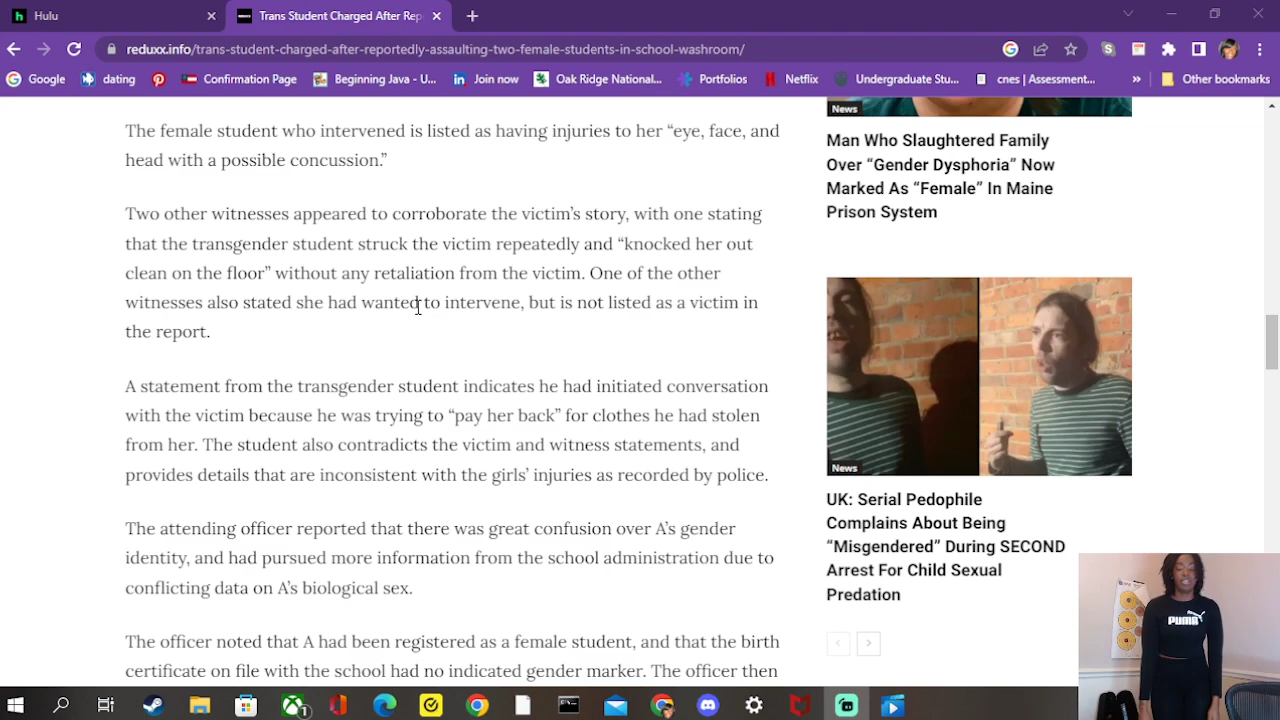 Hulu
Trans Student Charged After Rep
reduxx.info/trans-student-charged-after-reportedly-assaulting-two-female-students-in-school-washroom/
Google
dating
Confirmation Page
Beginning Java - U...
Join now
Oak Ridge National...
Portfolios
Netflix
Undergraduate Stu...
cnes | Assessment...
Other bookmarks
The female student who intervened is listed as having injuries to her “eye, face, and
head with a possible concussion.”
Two other witnesses appeared to corroborate the victim’s story, with one stating
that the transgender student struck the victim repeatedly and “knocked her out
clean on the floor” without any retaliation from the victim. One of the other
witnesses also stated she had wanted to intervene, but is not listed as a victim in
the report.
A statement from the transgender student indicates he had initiated conversation
with the victim because he was trying to “pay her back” for clothes he had stolen
from her. The student also contradicts the victim and witness statements, and
provides details that are inconsistent with the girls’ injuries as recorded by police.
The attending officer reported that there was great confusion over A’s gender
identity, and had pursued more information from the school administration due to
conflicting data on A’s biological sex.
The officer noted that A had been registered as a female student, and that the birth
certificate on file with the school had no indicated gender marker. The officer then
News
Man Who Slaughtered Family
Over “Gender Dysphoria” Now
Marked As “Female” In Maine
Prison System
News
UK: Serial Pedophile
Complains About Being
“Misgendered” During SECOND
Arrest For Child Sexual
Predation
PUMA
1